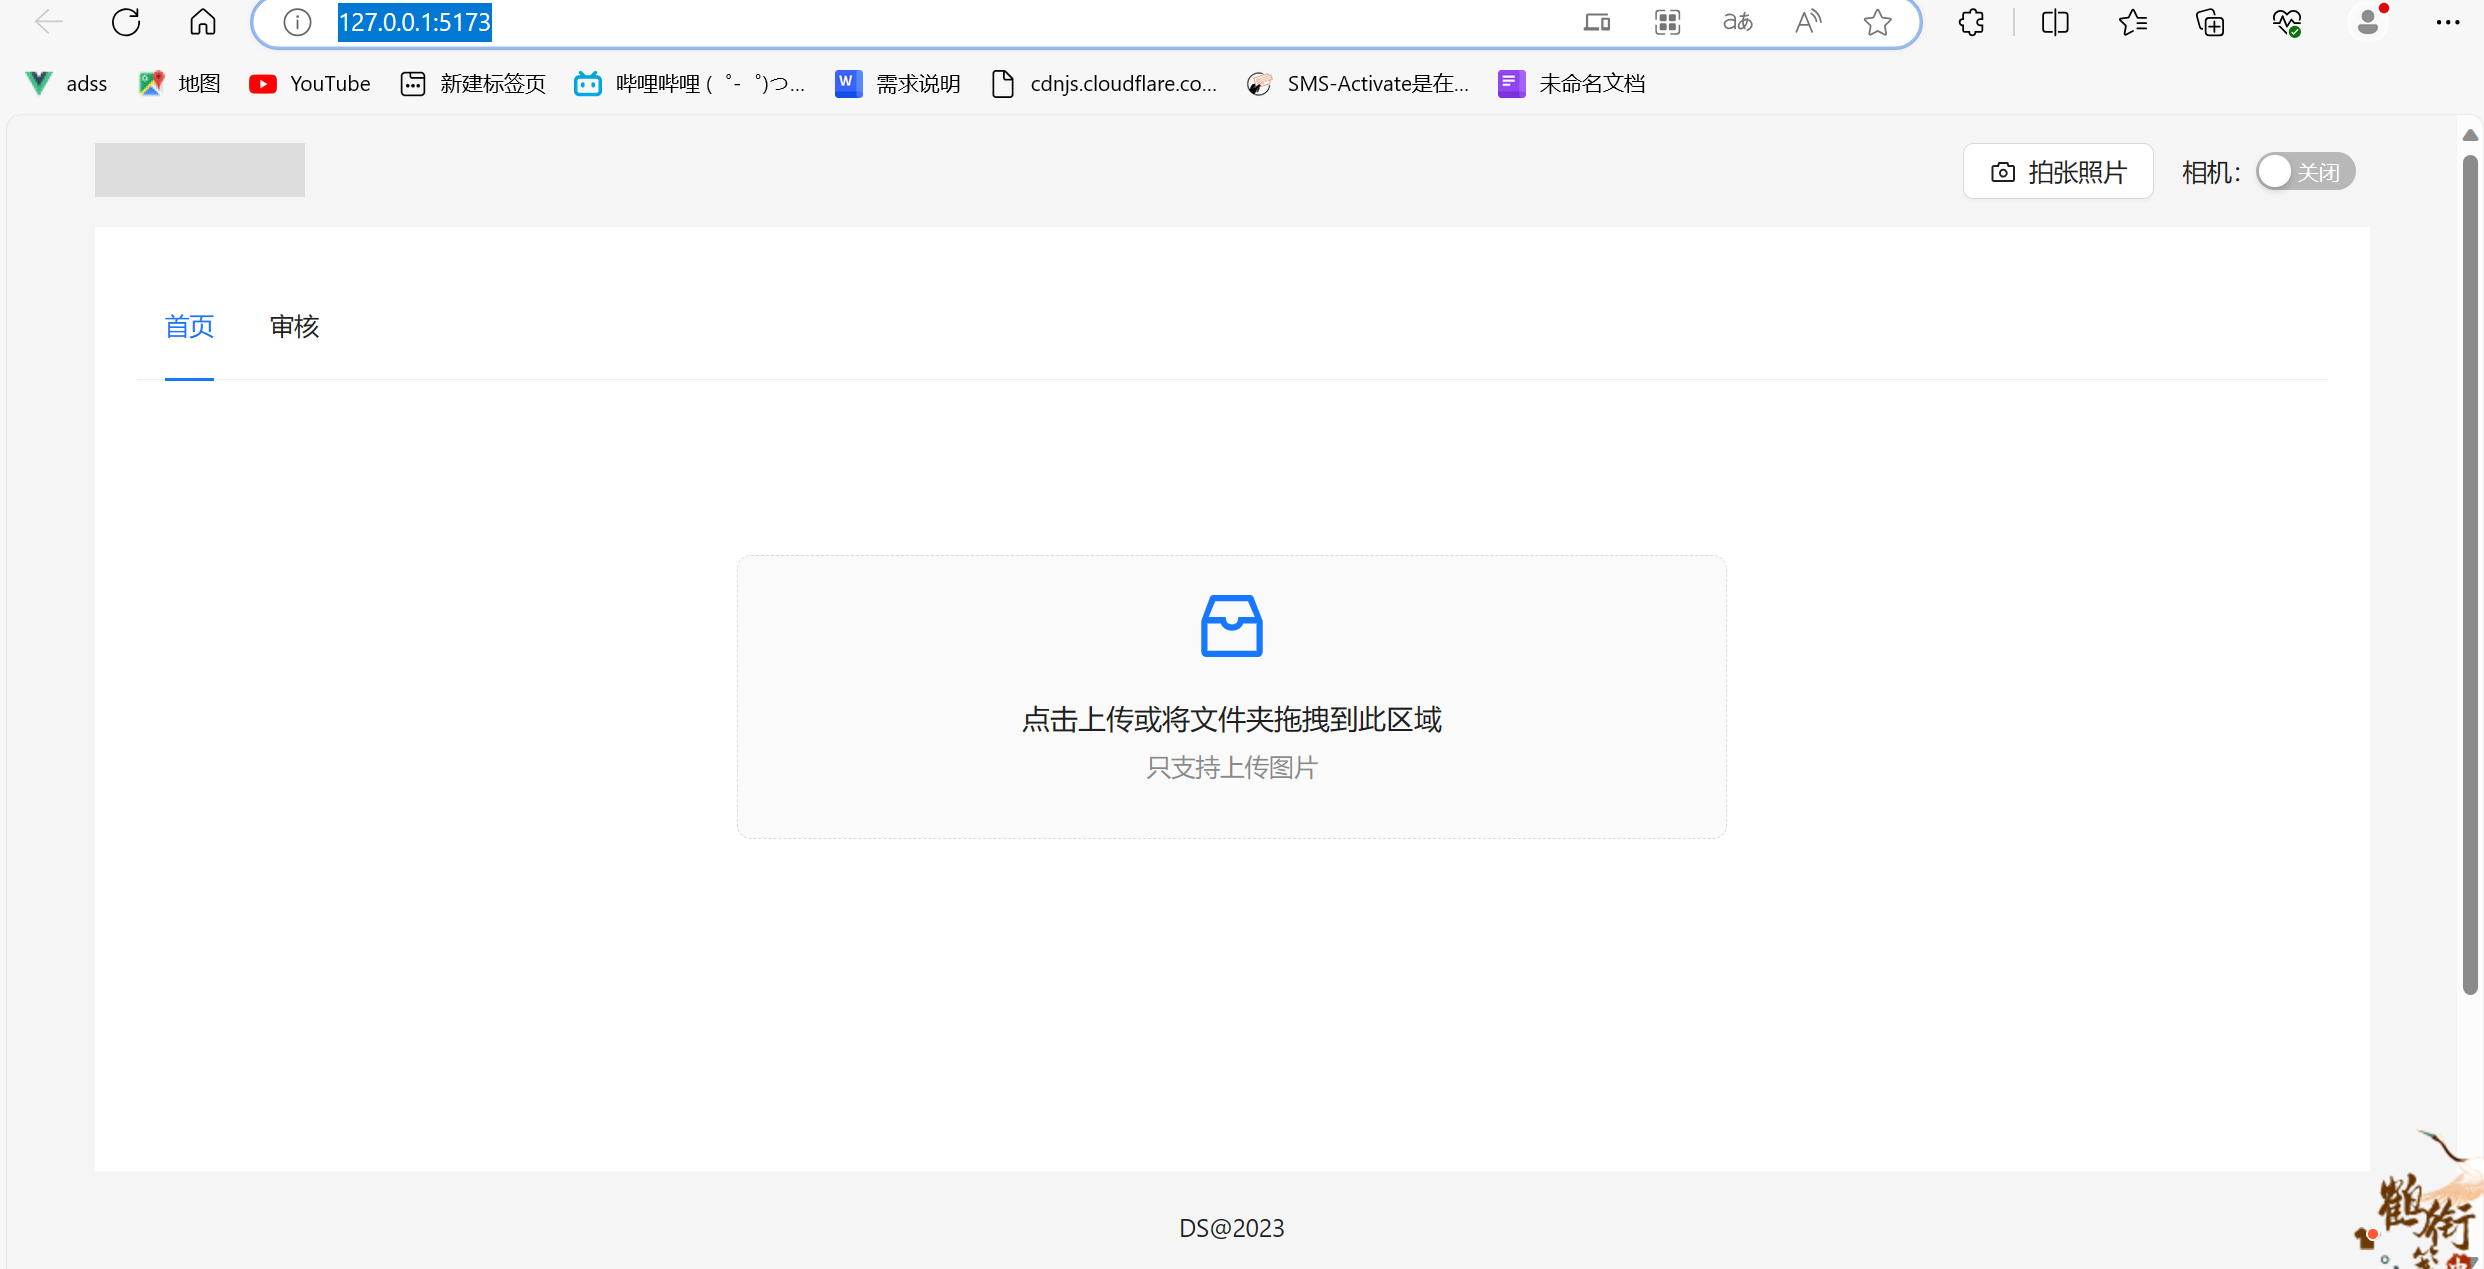 127.0.0.1:5173
adss
地图
YouTube
新建标签页
哔哩哔哩 ( ゜- ゜)つ...
需求说明
cdnjs.cloudflare.co...
SMS-Activate是在...
未命名文档
拍张照片
相机：
关闭
首页
审核
点击上传或将文件夹拖拽到此区域
只支持上传图片
DS@2023
鹤衔